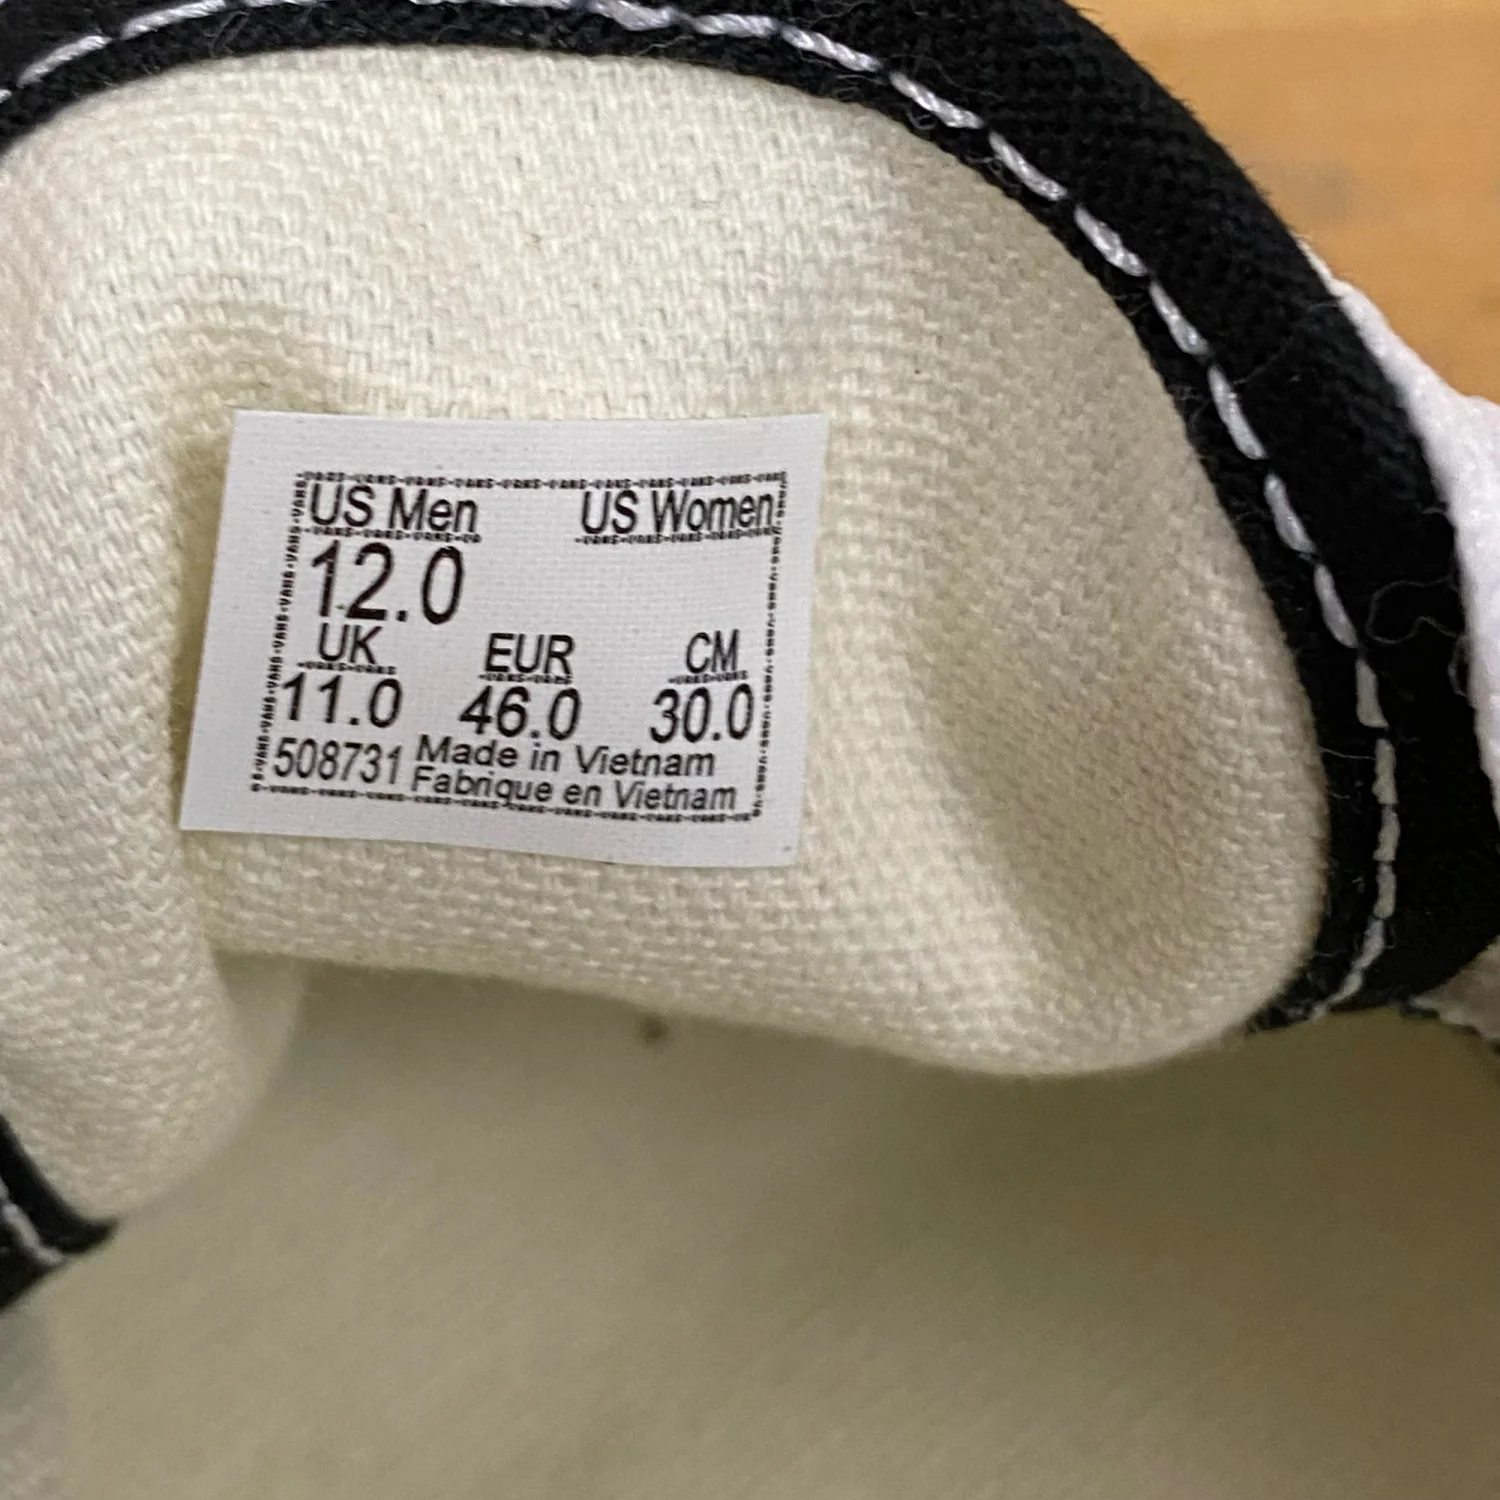 US Men US Women
12.0
UK EUR CM
11.0 46.0 30.0
508731 Made in Vietnam
Fabrique en Vietnam